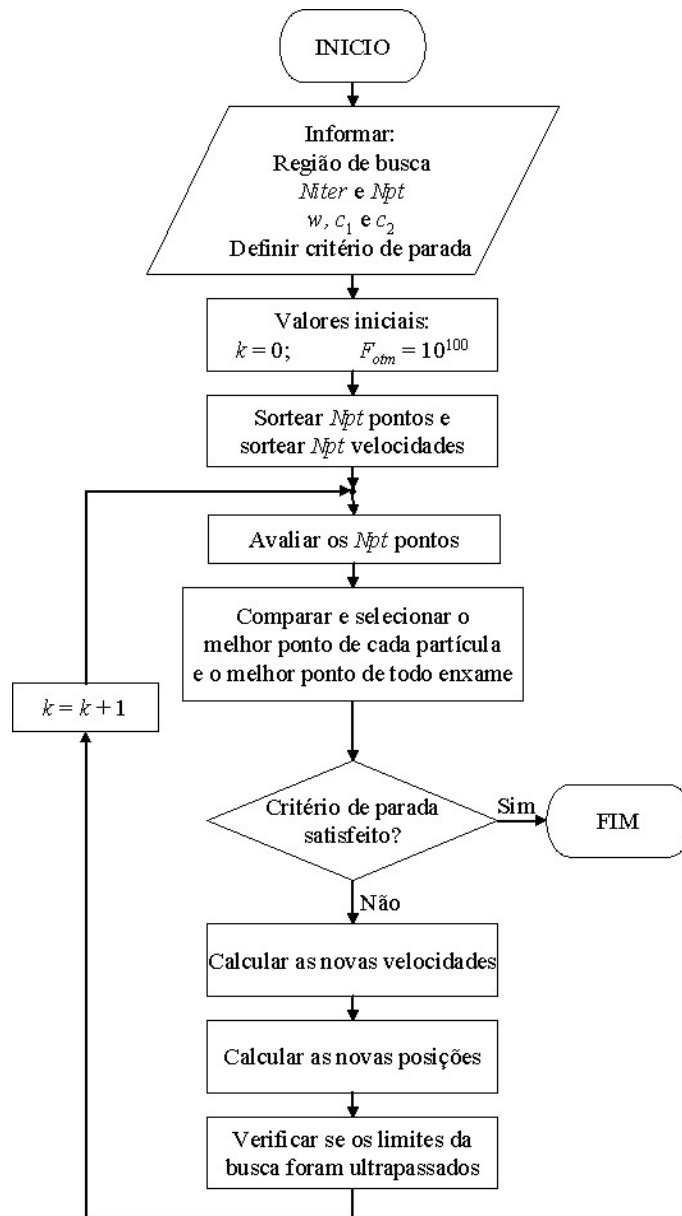 INICIO
Informar:
Região de busca
Niter e Npt
w, c₁ e c₂
Definir critério de parada
Valores iniciais:
k = 0; F_otm = 10¹⁰⁰
Sortear Npt pontos e
sortear Npt velocidades
Avaliar os Npt pontos
Comparar e selecionar o
melhor ponto de cada partícula
e o melhor ponto de todo enxame
k = k + 1
Critério de parada
satisfeito?
Sim
FIM
Não
Calcular as novas velocidades
Calcular as novas posições
Verificar se os limites da
busca foram ultrapassados